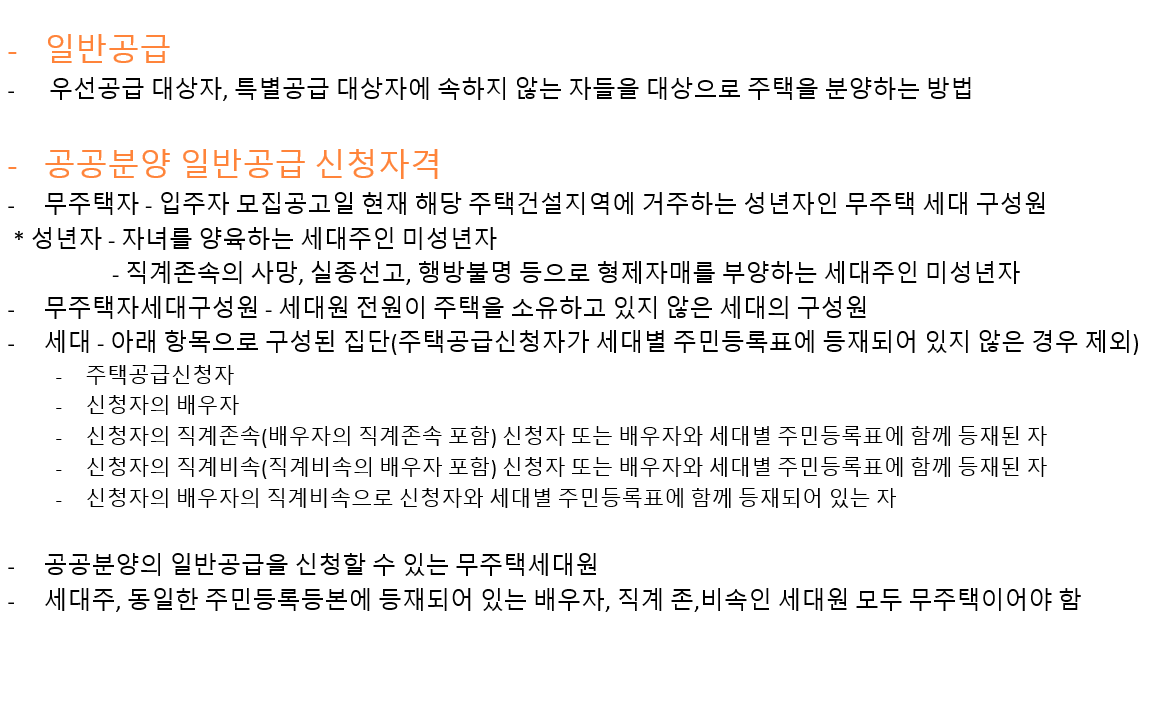 - 일반공급
- 우선공급 대상자, 특별공급 대상자에 속하지 않는 자들을 대상으로 주택을 분양하는 방법
- 공공분양 일반공급 신청자격
- 무주택자 - 입주자 모집공고일 현재 해당 주택건설지역에 거주하는 성년자인 무주택 세대 구성원
* 성년자 - 자녀를 양육하는 세대주인 미성년자
- 직계존속의 사망, 실종선고, 행방불명 등으로 형제자매를 부양하는 세대주인 미성년자
- 무주택자세대구성원 - 세대원 전원이 주택을 소유하고 있지 않은 세대의 구성원
- 세대 - 아래 항목으로 구성된 집단(주택공급신청자가 세대별 주민등록표에 등재되어 있지 않은 경우 제외)
- 주택공급신청자
- 신청자의 배우자
- 신청자의 직계존속(배우자의 직계존속 포함) 신청자 또는 배우자와 세대별 주민등록표에 함께 등재된 자
- 신청자의 직계비속(직계비속의 배우자 포함) 신청자 또는 배우자와 세대별 주민등록표에 함께 등재된 자
- 신청자의 배우자의 직계비속으로 신청자와 세대별 주민등록표에 함께 등재되어 있는 자
- 공공분양의 일반공급을 신청할 수 있는 무주택세대원
- 세대주, 동일한 주민등록등본에 등재되어 있는 배우자, 직계 존,비속인 세대원 모두 무주택이어야 함